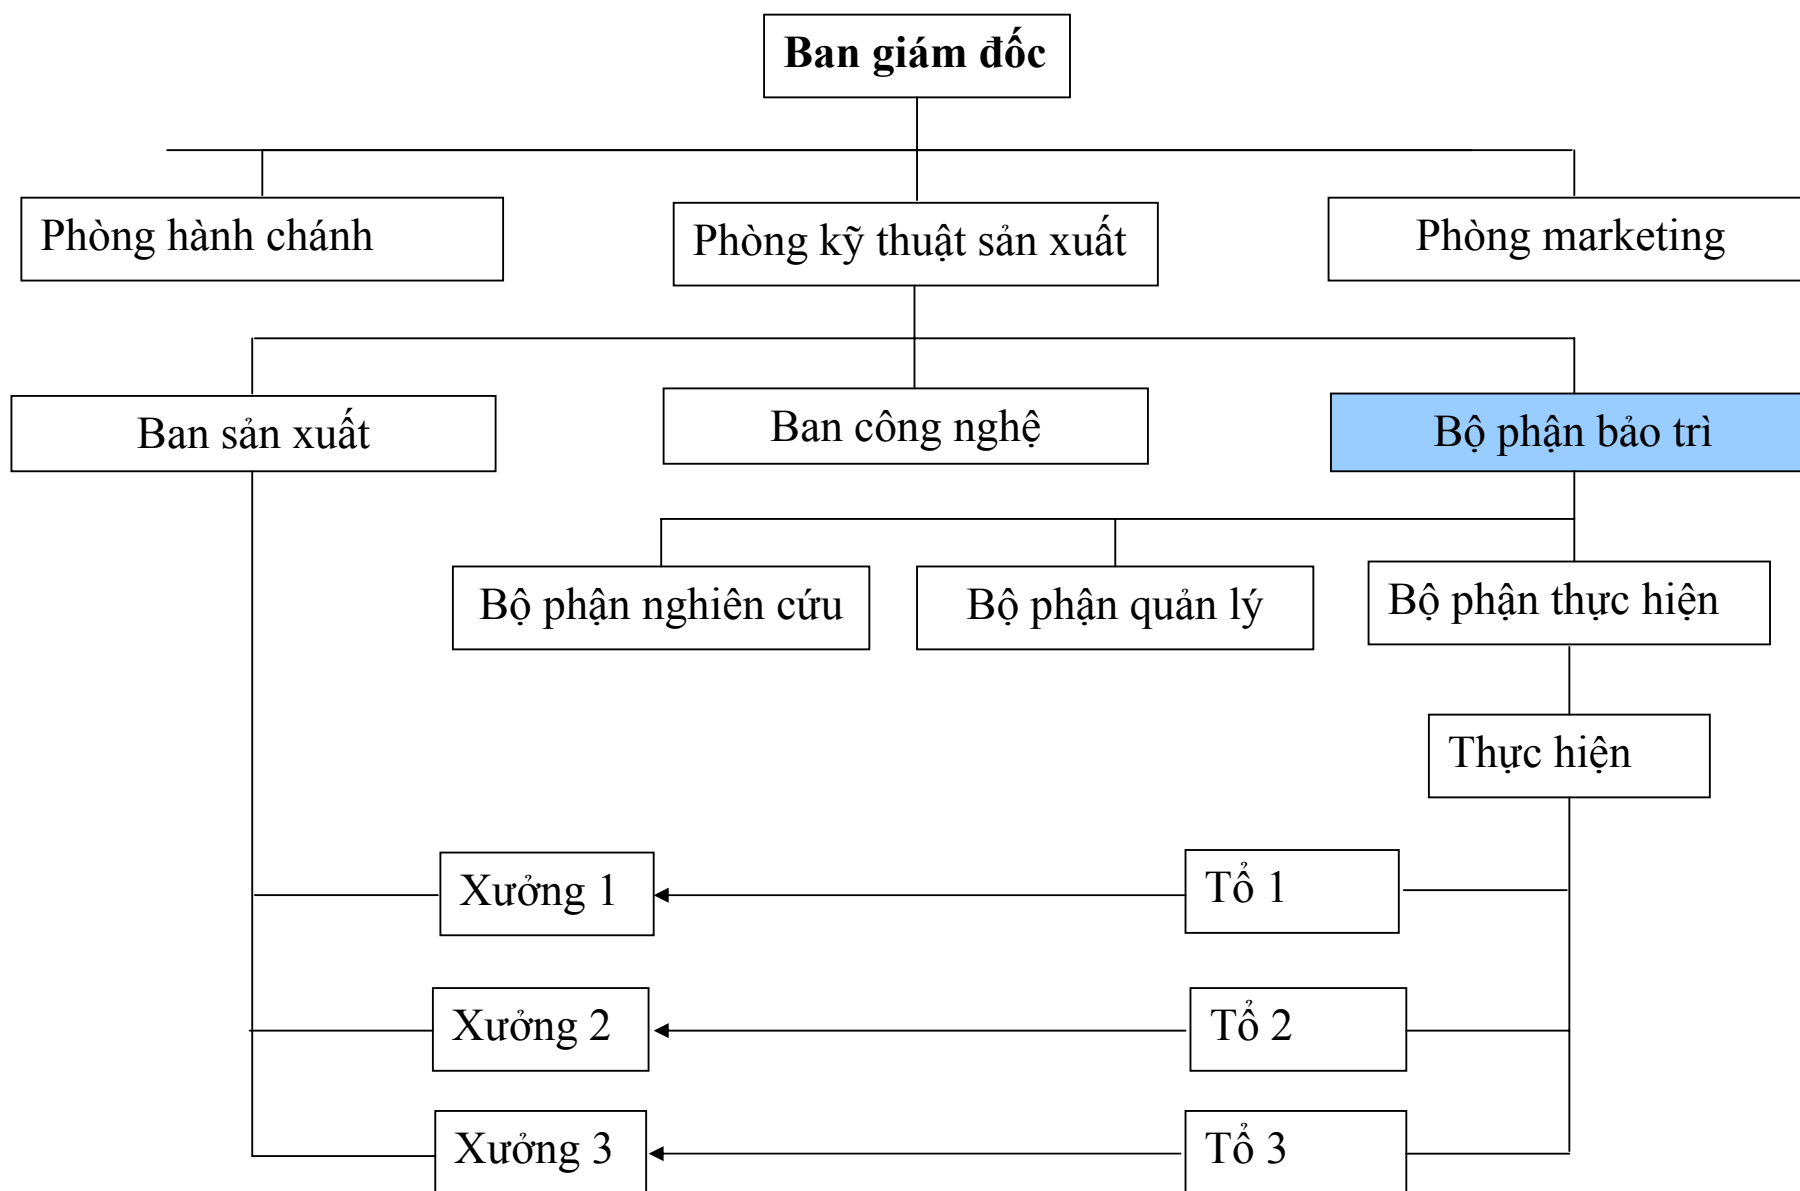 Ban giám đốc
Phòng hành chánh
Phòng kỹ thuật sản xuất
Phòng marketing
Ban sản xuất
Ban công nghệ
Bộ phận bảo trì
Bộ phận nghiên cứu
Bộ phận quản lý
Bộ phận thực hiện
Thực hiện
Xưởng 1
Tổ 1
Xưởng 2
Tổ 2
Xưởng 3
Tổ 3